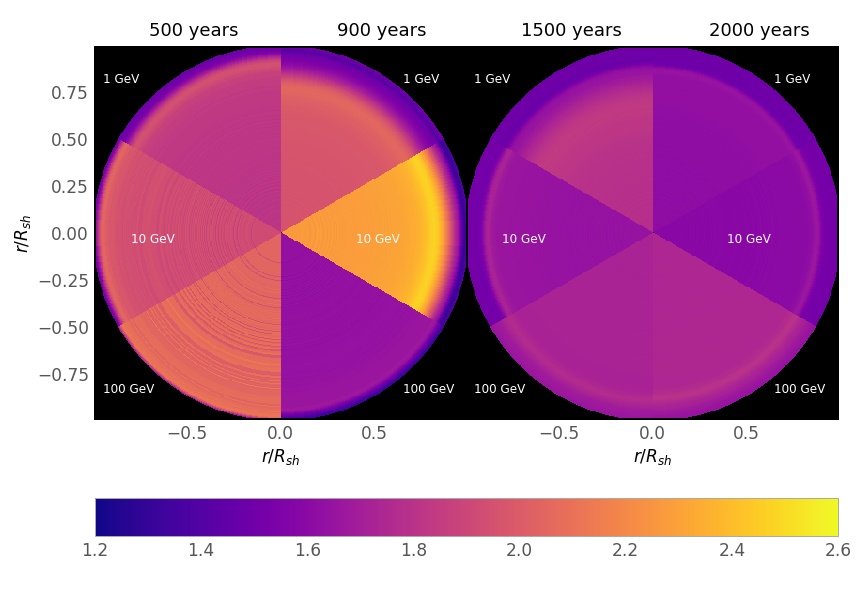 500 years 900 years 1500 years 2000 years
1 GeV 1 GeV 1 GeV 1 GeV
0.75
0.50
0.25
10 GeV 10 GeV 10 GeV 10 GeV
0.00
r/R_sh
−0.25
−0.50
−0.75
100 GeV 100 GeV 100 GeV 100 GeV
−0.5 0.0 0.5 −0.5 0.0 0.5
r/R_sh r/R_sh
1.2 1.4 1.6 1.8 2.0 2.2 2.4 2.6